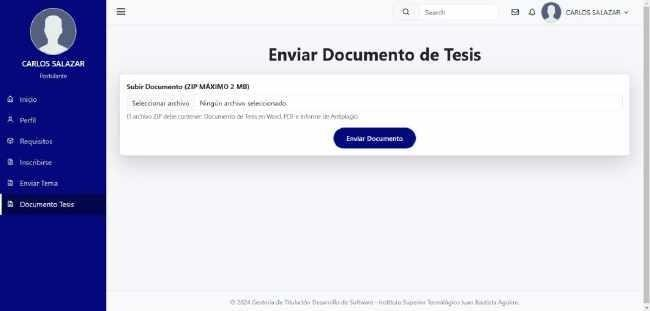 CARLOS SALAZAR
Postulante
Inicio
Perfil
Requisitos
Inscribirse
Enviar Tema
Documento Tesis
Search
CARLOS SALAZAR
Enviar Documento de Tesis
Subir Documento (ZIP MÁXIMO 2 MB)
Seleccionar archivo Ningún archivo seleccionado
El archivo ZIP debe contener: Documento de Tesis en Word, PDF e Informe de Antiplagio
Enviar Documento
© 2024 Gestoría de Titulación Desarrollo de Software - Instituto Superior Tecnológico Juan Bautista Aguirre.